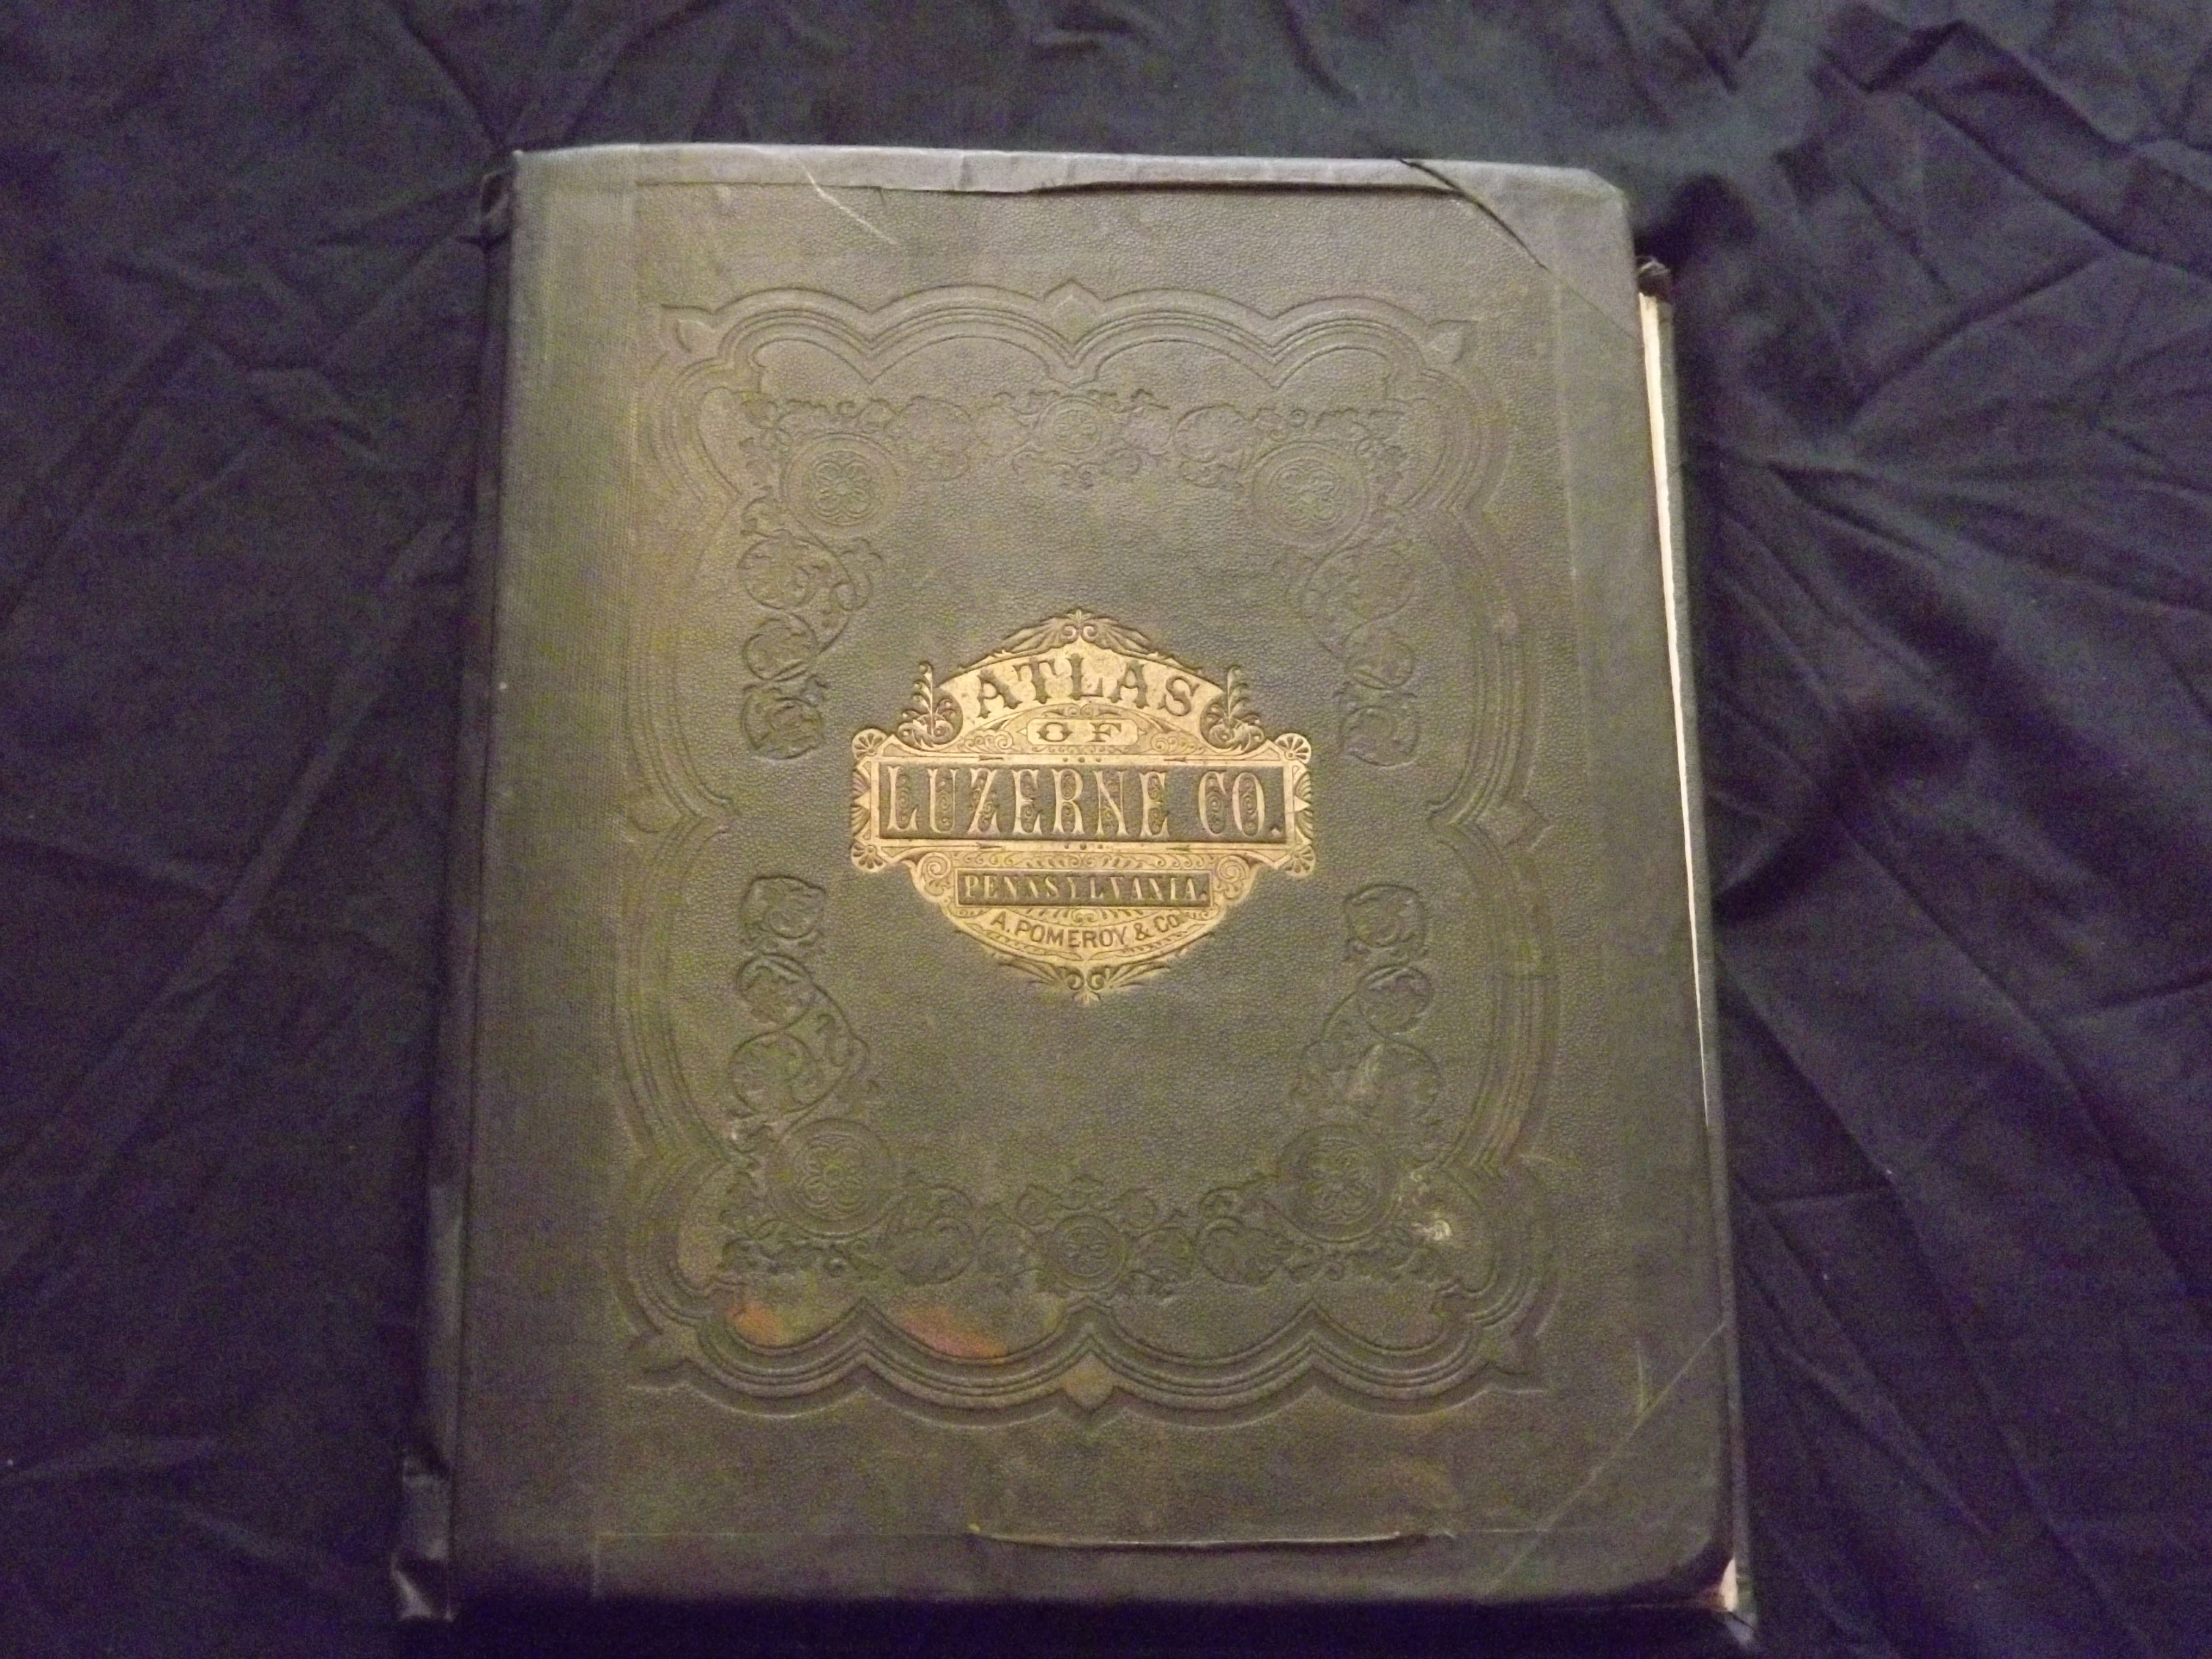 ATLAS
OF
LUZERNE CO.
PENNSYLVANIA.
A. POMEROY & CO.